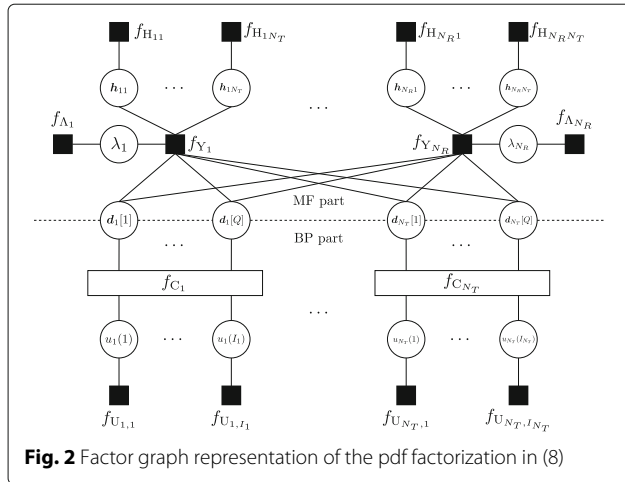 f_{H_{11}} f_{H_{1N_T}} f_{H_{N_R1}} f_{H_{N_RN_T}}
h_{11} ··· h_{1N_T} h_{N_R1} ··· h_{N_RN_T}
···
f_{Λ_1} λ_1 f_{Y_1} f_{Y_{N_R}} λ_{N_R} f_{Λ_{N_R}}
MF part
d_1[1] d_1[Q] d_{N_T}[1] d_{N_T}[Q]
BP part
··· ···
f_{C_1} f_{C_{N_T}}
···
u_1(1) ··· u_1(I_1) u_{N_T}(1) ··· u_{N_T}(I_{N_T})
f_{U_{1,1}} f_{U_{1,I_1}} f_{U_{N_T,1}} f_{U_{N_T,I_{N_T}}}
Fig. 2 Factor graph representation of the pdf factorization in (8)